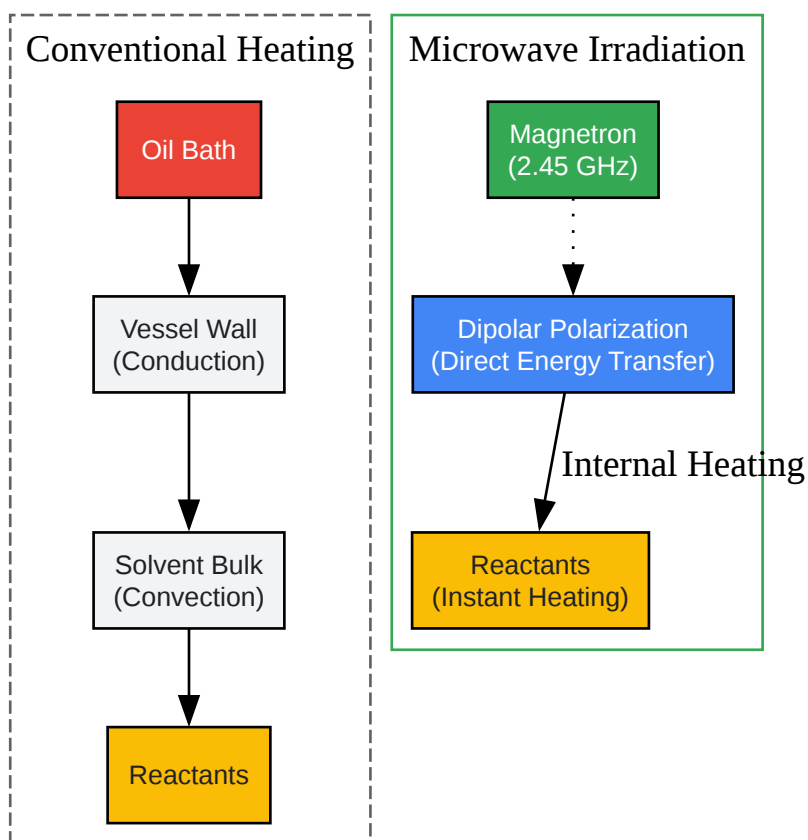 Conventional Heating
Oil Bath
Vessel Wall
(Conduction)
Solvent Bulk
(Convection)
Reactants
Microwave Irradiation
Magnetron
(2.45 GHz)
Dipolar Polarization
(Direct Energy Transfer)
Internal Heating
Reactants
(Instant Heating)